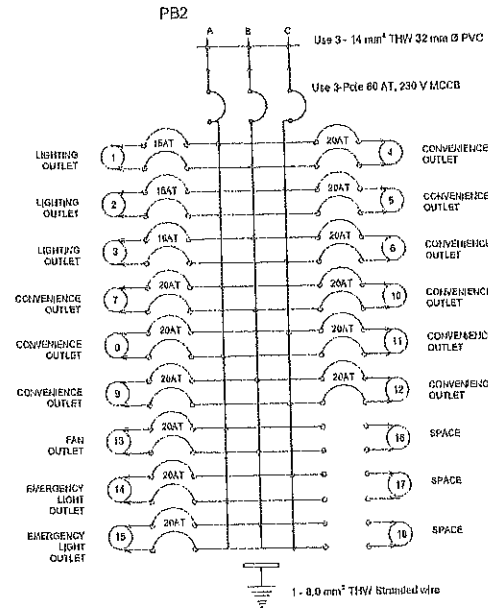 PB2
A B C
Use 3 - 14 mm² THW 32 mm Ø PVC
Use 3-Pole 60 AT, 230 V MCCB
LIGHTING
OUTLET
1
15AT
20AT
4
CONVENIENCE
OUTLET
LIGHTING
OUTLET
2
15AT
20AT
5
CONVENIENCE
OUTLET
LIGHTING
OUTLET
3
15AT
20AT
6
CONVENIENCE
OUTLET
CONVENIENCE
OUTLET
7
20AT
20AT
10
CONVENIENCE
OUTLET
CONVENIENCE
OUTLET
8
20AT
20AT
11
CONVENIENCE
OUTLET
CONVENIENCE
OUTLET
9
20AT
20AT
12
CONVENIENC
OUTLET
FAN
OUTLET
13
20AT
16
SPACE
EMERGENCY
LIGHT
OUTLET
14
20AT
17
SPACE
EMERGENCY
LIGHT
OUTLET
15
20AT
18
SPACE
1 - 8.0 mm² THW Stranded wire